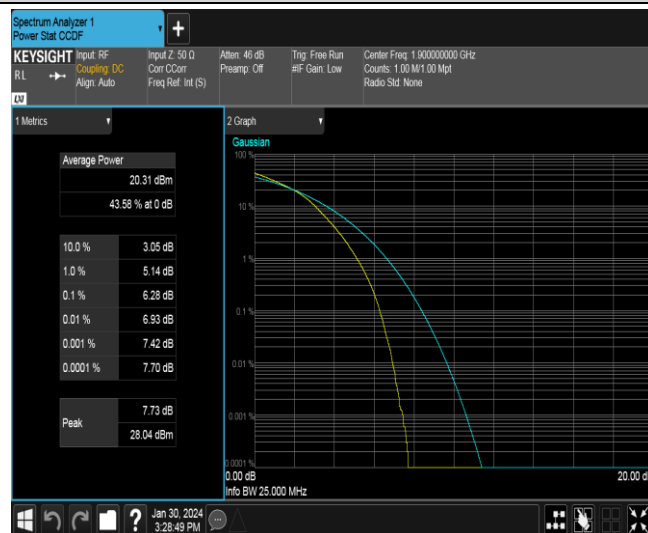 Spectrum Analyzer 1
Power Stat CCDF
KEYSIGHT
RL
LXI
Input: RF
Coupling: DC
Align: Auto
Input Z: 50 Ω
Corr CCorr
Freq Ref: Int (S)
Atten: 46 dB
Preamp: Off
Trig: Free Run
#IF Gain: Low
Center Freq: 1.900000000 GHz
Counts: 1.00 M/1.00 Mpt
Radio Std: None
1 Metrics
Average Power
20.31 dBm
43.58 % at 0 dB
10.0 % 3.05 dB
1.0 % 5.14 dB
0.1 % 6.28 dB
0.01 % 6.93 dB
0.001 % 7.42 dB
0.0001 % 7.70 dB
Peak
7.73 dB
28.04 dBm
2 Graph
Gaussian
100 %
10 %
1 %
0.1 %
0.01 %
0.001 %
0.0001 %
0.00 dB
20.00 d
Info BW 25.000 MHz
?
Jan 30, 2024
3:28:49 PM